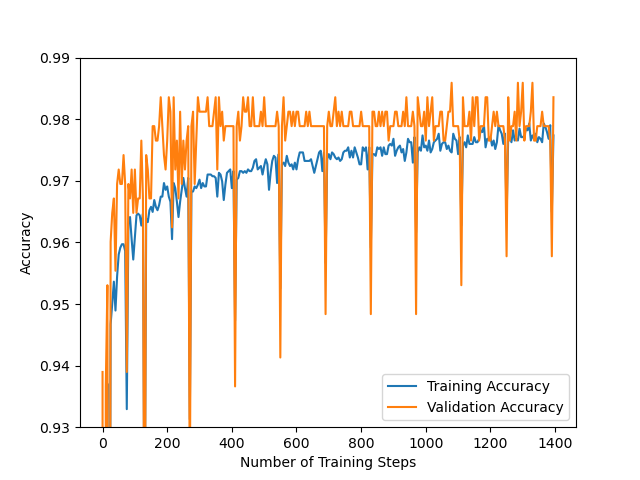 0.99
0.98
0.97
0.96
0.95
0.94
0.93
Accuracy
0 200 400 600 800 1000 1200 1400
Number of Training Steps
Training Accuracy
Validation Accuracy